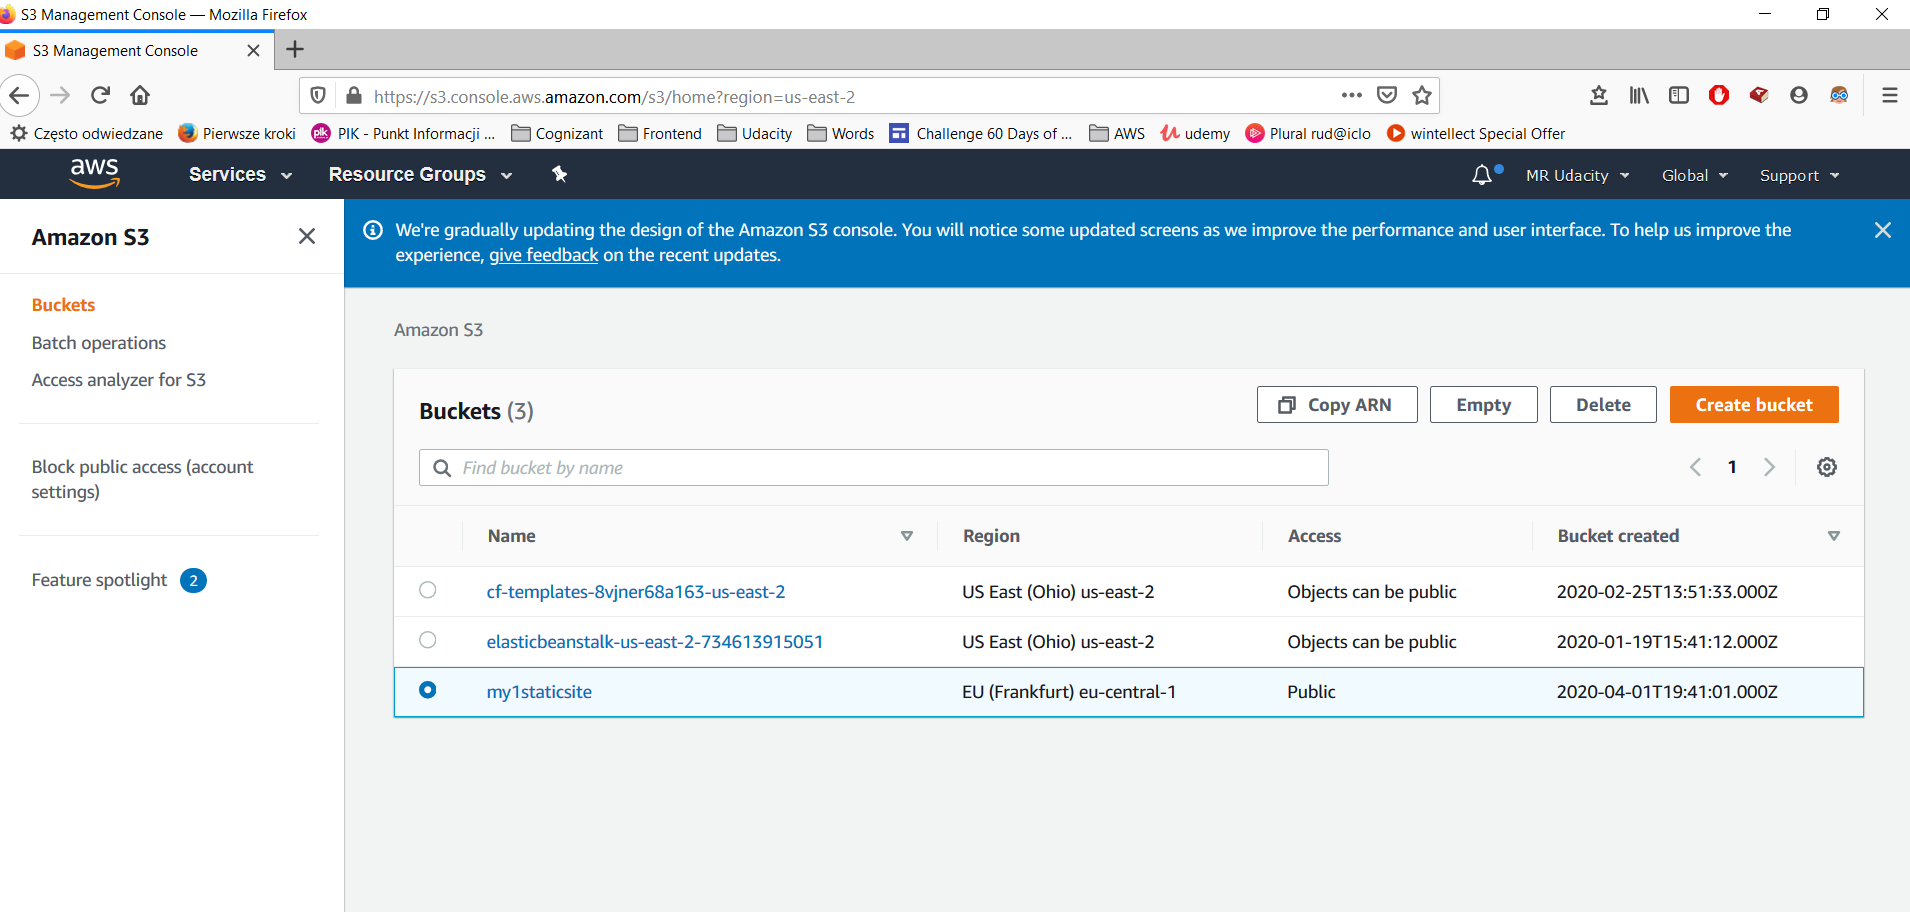 S3 Management Console — Mozilla Firefox
S3 Management Console
https://s3.console.aws.amazon.com/s3/home?region=us-east-2
Często odwiedzane Pierwsze kroki plk PIK - Punkt Informacji ... Cognizant Frontend Udacity Words Challenge 60 Days of ... AWS udemy Plural rud@iclo wintellect Special Offer
aws Services Resource Groups MR Udacity Global Support
Amazon S3
We're gradually updating the design of the Amazon S3 console. You will notice some updated screens as we improve the performance and user interface. To help us improve the
experience, give feedback on the recent updates.
Buckets
Batch operations
Access analyzer for S3
Block public access (account
settings)
Feature spotlight 2
Amazon S3
Buckets (3) Copy ARN Empty Delete Create bucket
Find bucket by name 1
Name Region Access Bucket created
cf-templates-8vjner68a163-us-east-2 US East (Ohio) us-east-2 Objects can be public 2020-02-25T13:51:33.000Z
elasticbeanstalk-us-east-2-734613915051 US East (Ohio) us-east-2 Objects can be public 2020-01-19T15:41:12.000Z
my1staticsite EU (Frankfurt) eu-central-1 Public 2020-04-01T19:41:01.000Z